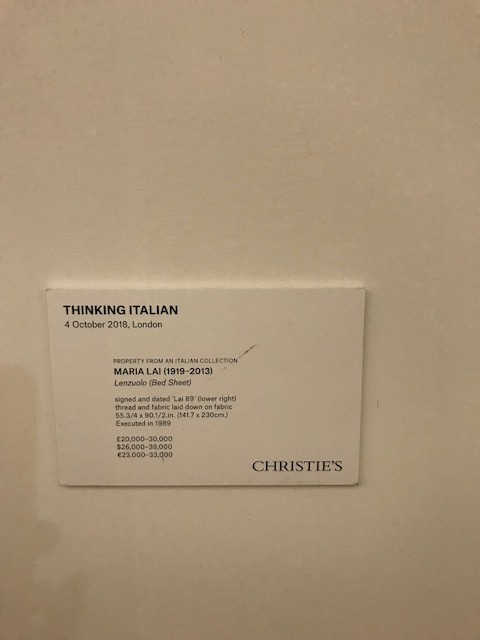 THINKING ITALIAN
4 October 2018, London
PROPERTY FROM AN ITALIAN COLLECTION
MARIA LAI (1919-2013)
Lenzuolo (Bed Sheet)
signed and dated 'Lai 89' (lower right)
thread and fabric laid down on fabric
55.3/4 x 90.1/2.in. (141.7 x 230cm.)
Executed in 1989
£20,000-30,000
$26,000-39,000
€23,000-33,000
CHRISTIE'S